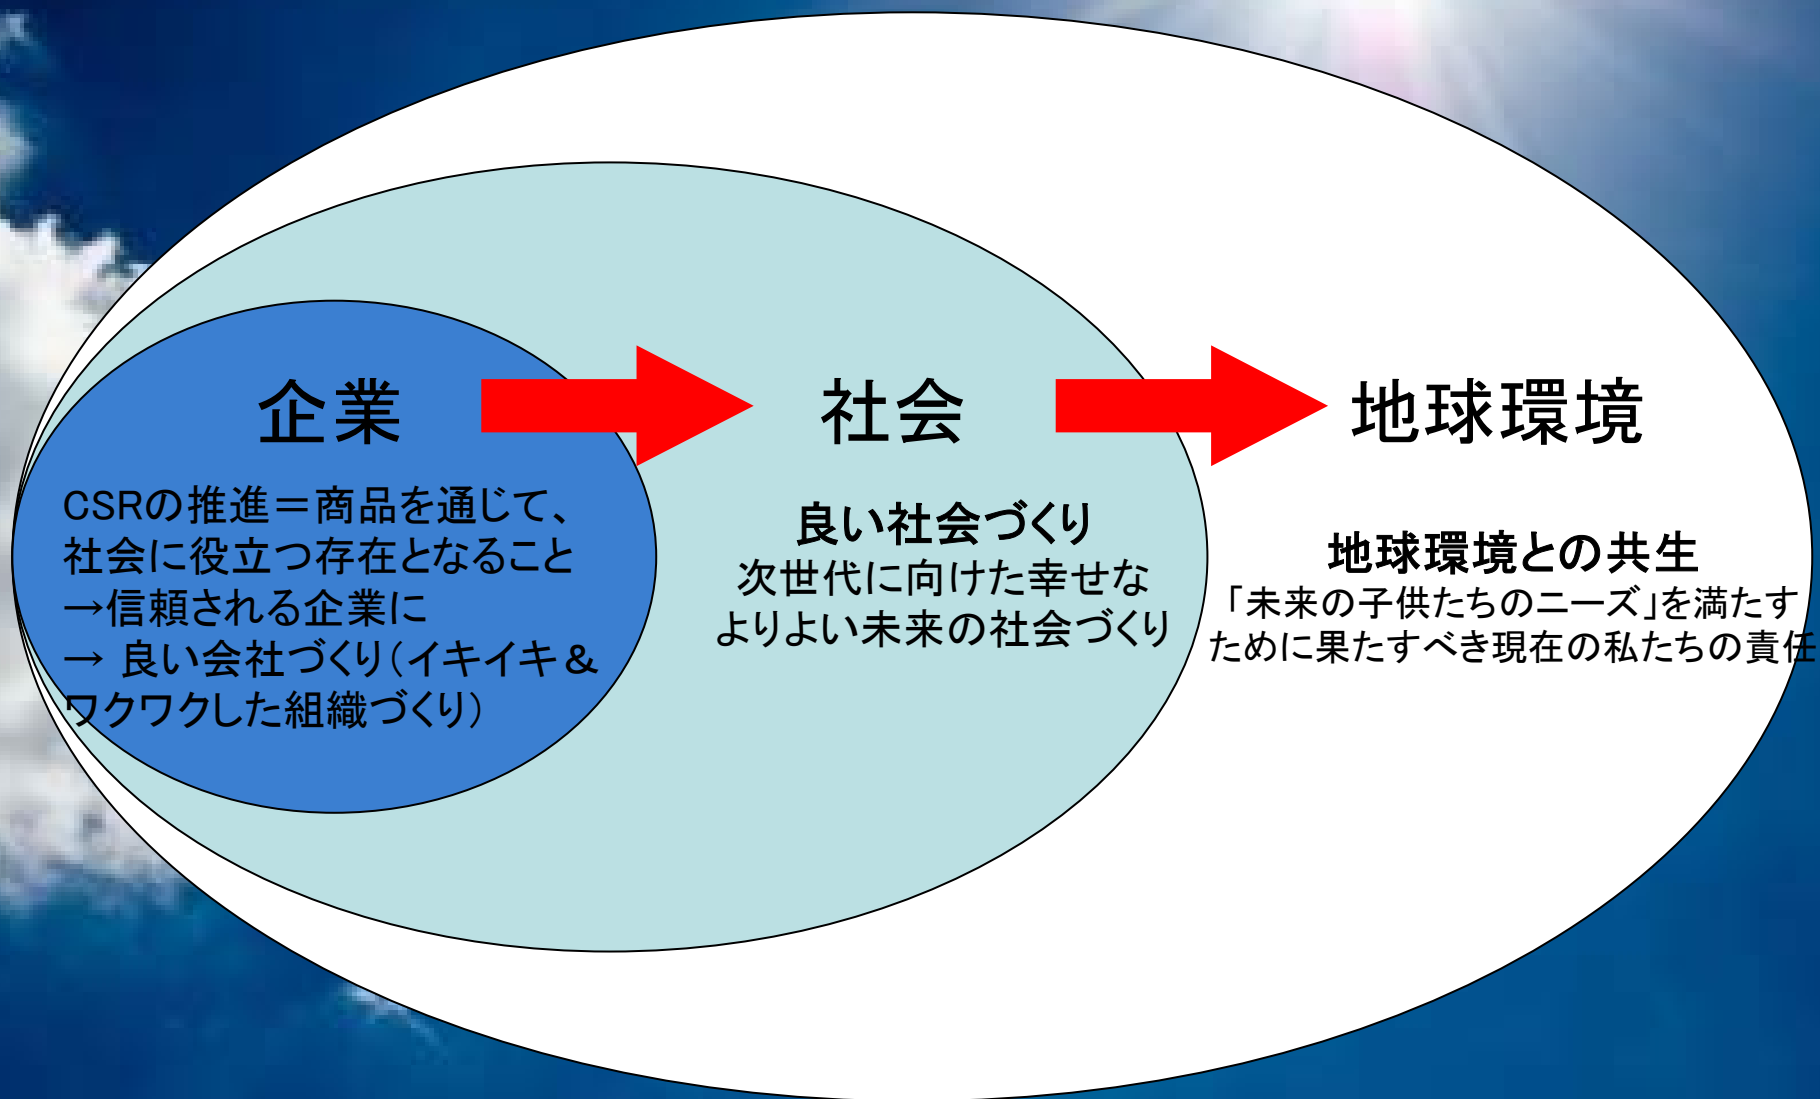 企業
CSRの推進＝商品を通じて、
社会に役立つ存在となること
→信頼される企業に
→ 良い会社づくり（イキイキ＆
ワクワクした組織づくり）
社会
良い社会づくり
次世代に向けた幸せな
よりよい未来の社会づくり
地球環境
地球環境との共生
「未来の子供たちのニーズ」を満たす
ために果たすべき現在の私たちの責任